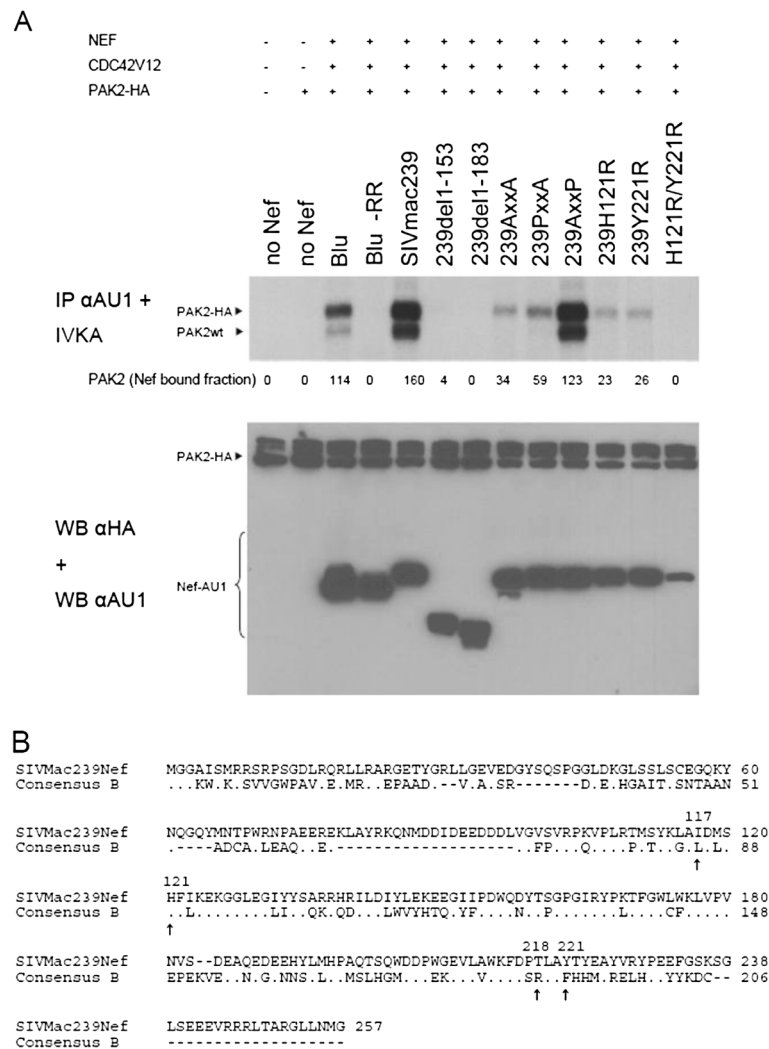 A
NEF - - + + + + + + + + + + +
CDC42V12 - - + + + + + + + + + + +
PAK2-HA - + + + + + + + + + + + +
no Nef no Nef Blu Blu -RR SIVmac239 239del1-153 239del1-183 239AxxA 239PxxA 239AxxP 239H121R 239Y221R H121R/Y221R
IP αAU1 +
IVKA
PAK2-HA
PAK2wt
PAK2 (Nef bound fraction) 0 0 114 0 160 4 0 34 59 123 23 26 0
PAK2-HA
WB αHA
+
WB αAU1
Nef-AU1
B
SIVMac239Nef MGGAISMRRSRPSGDLRQRLLRARGETYGRLLGEVEDGYSQSPGGLDKGLSSLSCEGQKY 60
Consensus B ...KW.K.SVVGWPAV.E.MR..EPAAD.--V.A.SR-------D.E.HGAIT.SNTAAN 51
117
SIVMac239Nef NQGQYMNTPWRNPAEEREKLAYRKQNMDDIDEEDDDLVGVSVRPKVPLRTMSYKLAIDMS 120
Consensus B .----ADCA.LEAQ..E.------------------.FP...Q....P.T..G.L.L. 88
121
SIVMac239Nef HFIKEKGGLEGIYYSARRHRILDIYLEKEEGIIPDWQDYTSGPGIRYPKTFGWLWKLVPV 180
Consensus B ..L........LI..QK.QD...LWVYHTQ.YF....N..P.......L...CF...... 148
218 221
SIVMac239Nef NVS--DEAQEDEEHYLMHPAQTSQWDDPWGEVLAWKFDPTLAYTYEAYVRYPEEFGSKSG 238
Consensus B EPEKVE..N.G.NNS.L..MSLHGM...EK....V....SR..FHHM.RELH..YYKDC-- 206
SIVMac239Nef LSEEEVRRRLTARGLLNMG 257
Consensus B -------------------